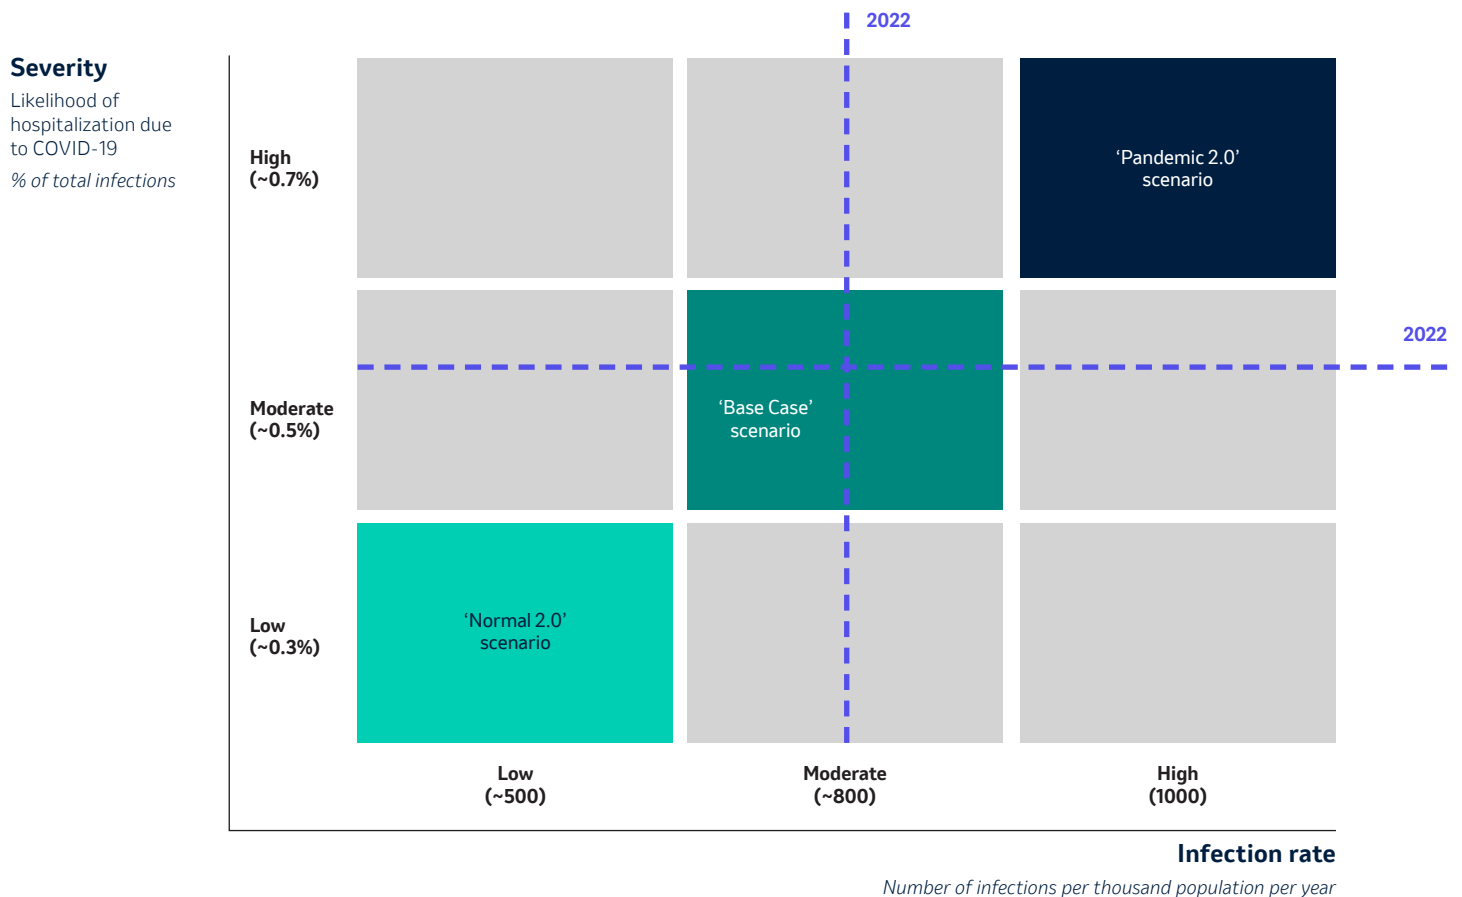 2022
Severity
Likelihood of
hospitalization due
to COVID-19
% of total infections
High
(~0.7%)
‘Pandemic 2.0’
scenario
2022
Moderate
(~0.5%)
‘Base Case’
scenario
Low
(~0.3%)
‘Normal 2.0’
scenario
Low
(~500)
Moderate
(~800)
High
(1000)
Infection rate
Number of infections per thousand population per year